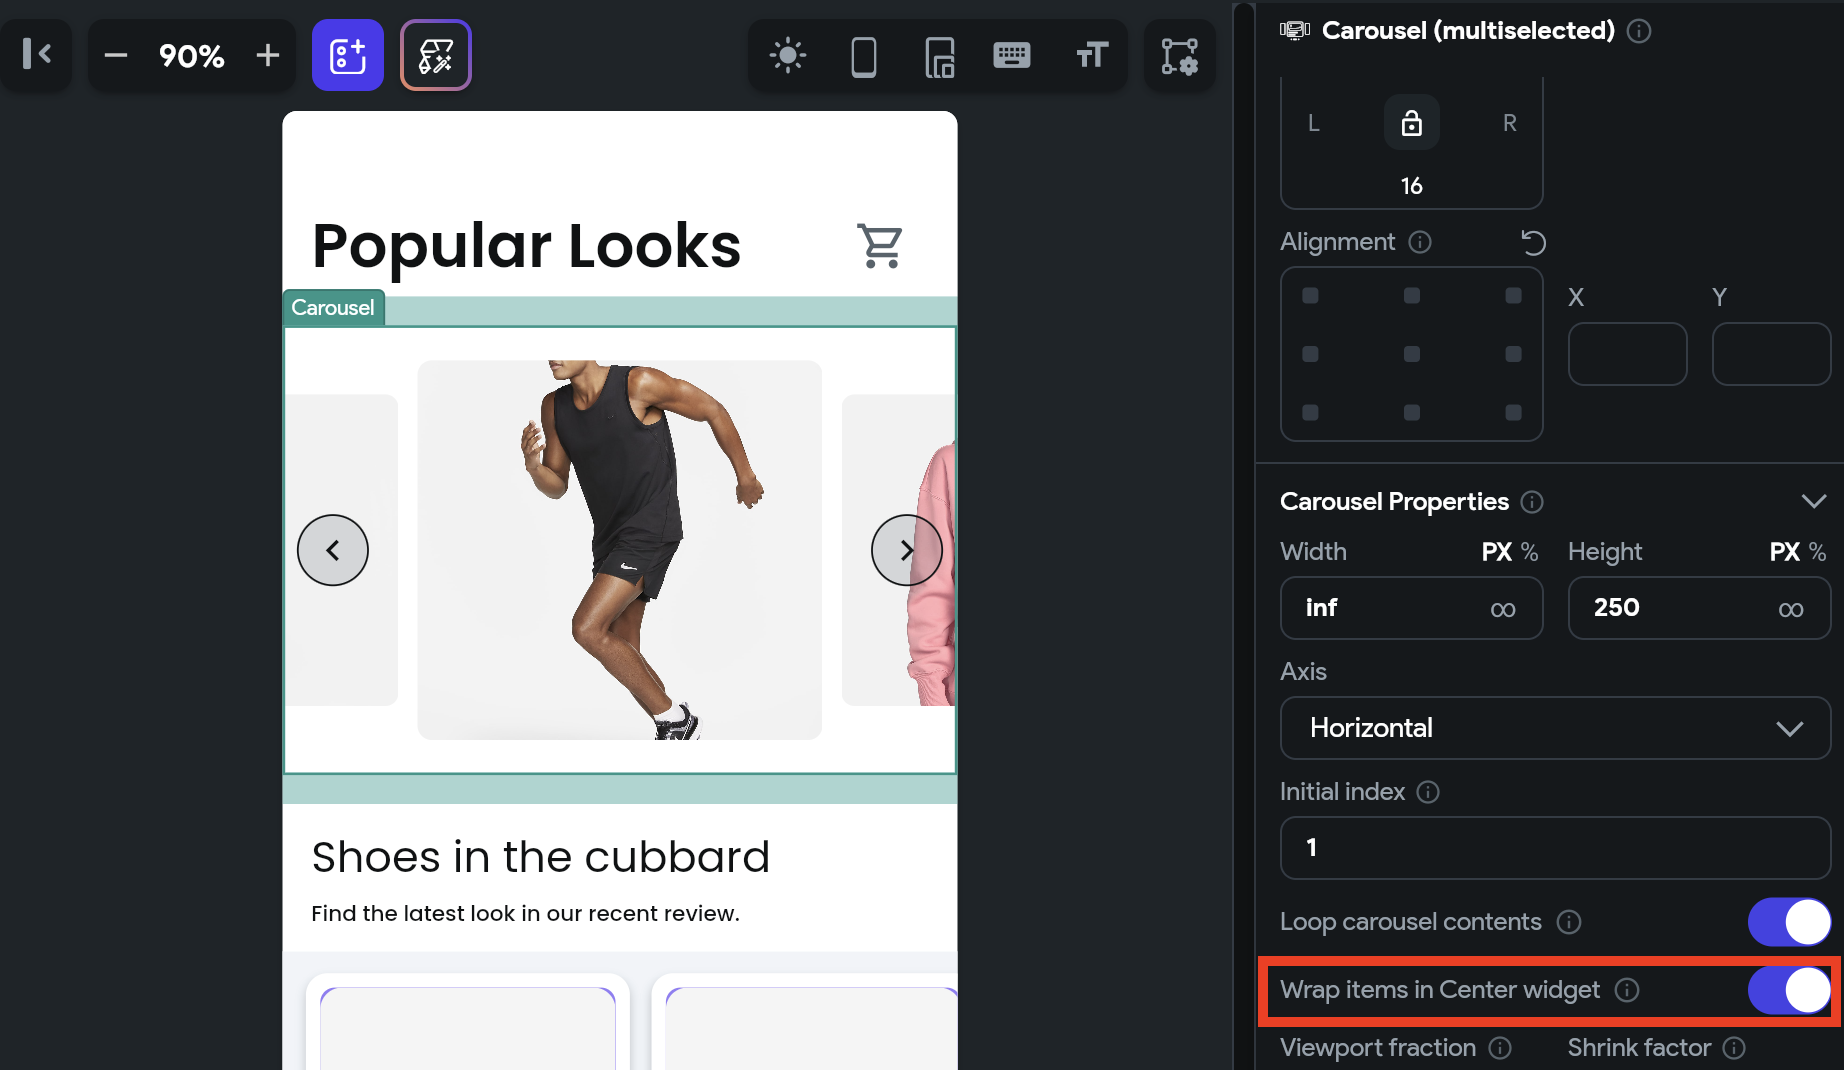 90%
Carousel (multiselected)
L
R
16
Popular Looks
Alignment
X
Y
Carousel
Carousel Properties
Width PX %
Height PX %
inf
250
Axis
Horizontal
Initial index
1
Shoes in the cubbard
Find the latest look in our recent review.
Loop carousel contents
Wrap items in Center widget
Viewport fraction
Shrink factor